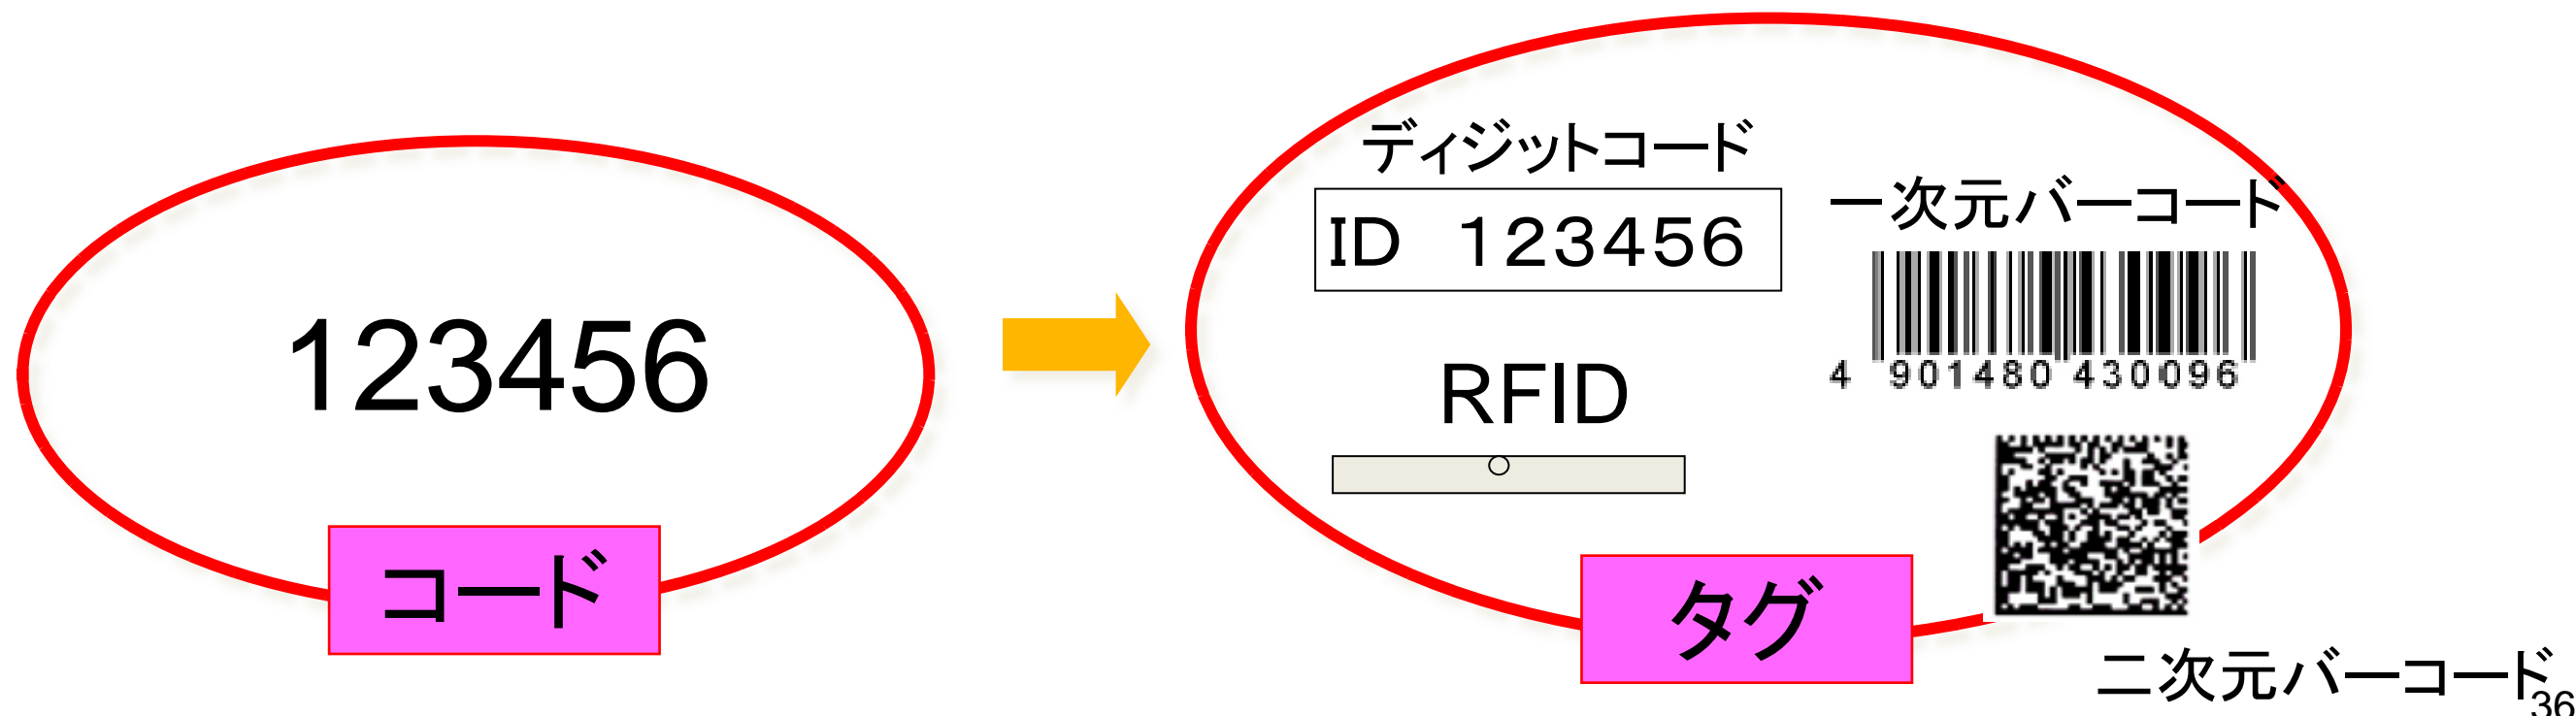 123456
コード
ディジットコード
ID　１２３４５６
一次元バーコード
4 901480 430096
RFID
タグ
二次元バーコード
36